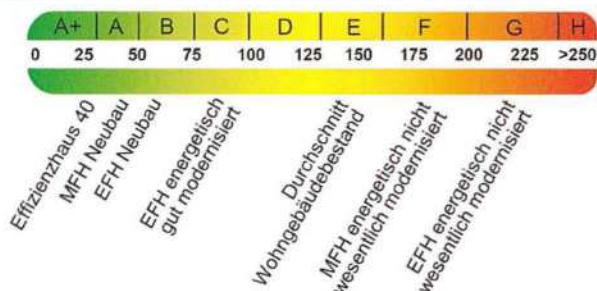 A+ A B C D E F G H
0 25 50 75 100 125 150 175 200 225 >250
Effizienzhaus 40
MFH Neubau
EFH Neubau
EFH energetisch
gut modernisiert
Durchschnitt
Wohngebäudebestand
MFH energetisch nicht
wesentlich modernisiert
EFH energetisch nicht
wesentlich modernisiert